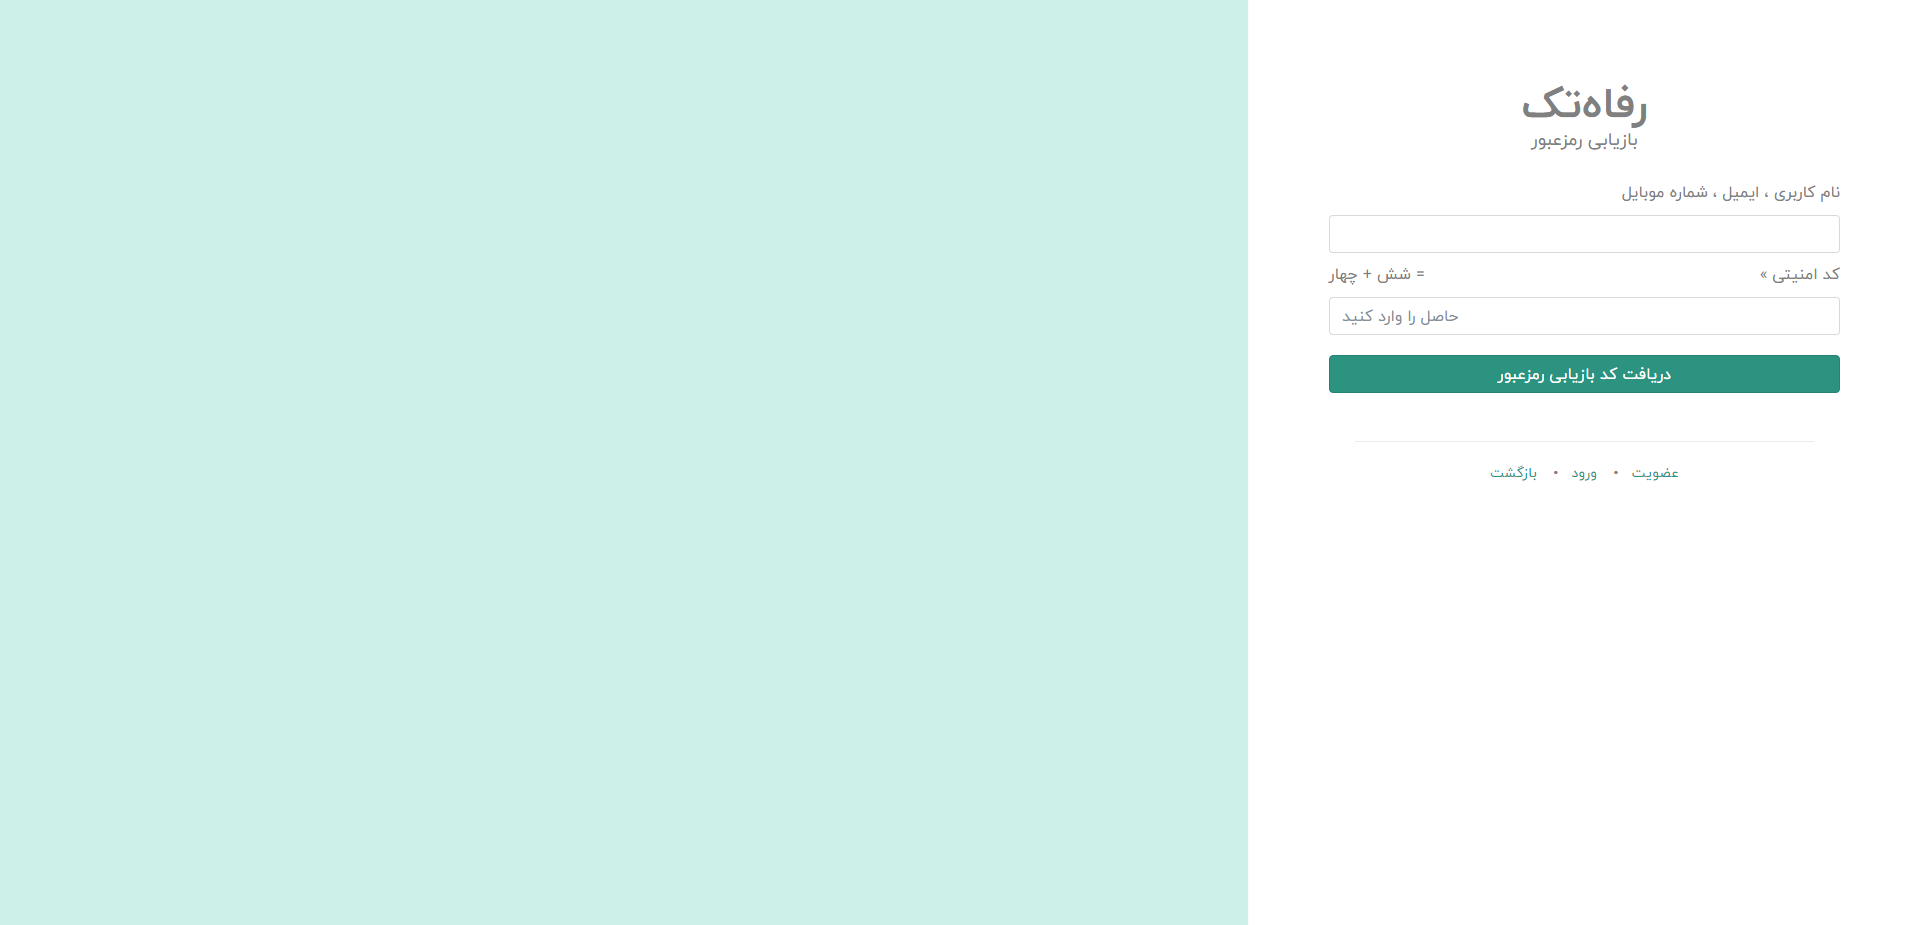 رفاه‌تک
بازیابی رمزعبور
نام کاربری ، ایمیل ، شماره موبایل
کد امنیتی » = شش + چهار
حاصل را وارد کنید
دریافت کد بازیابی رمزعبور
عضویت • ورود • بازگشت